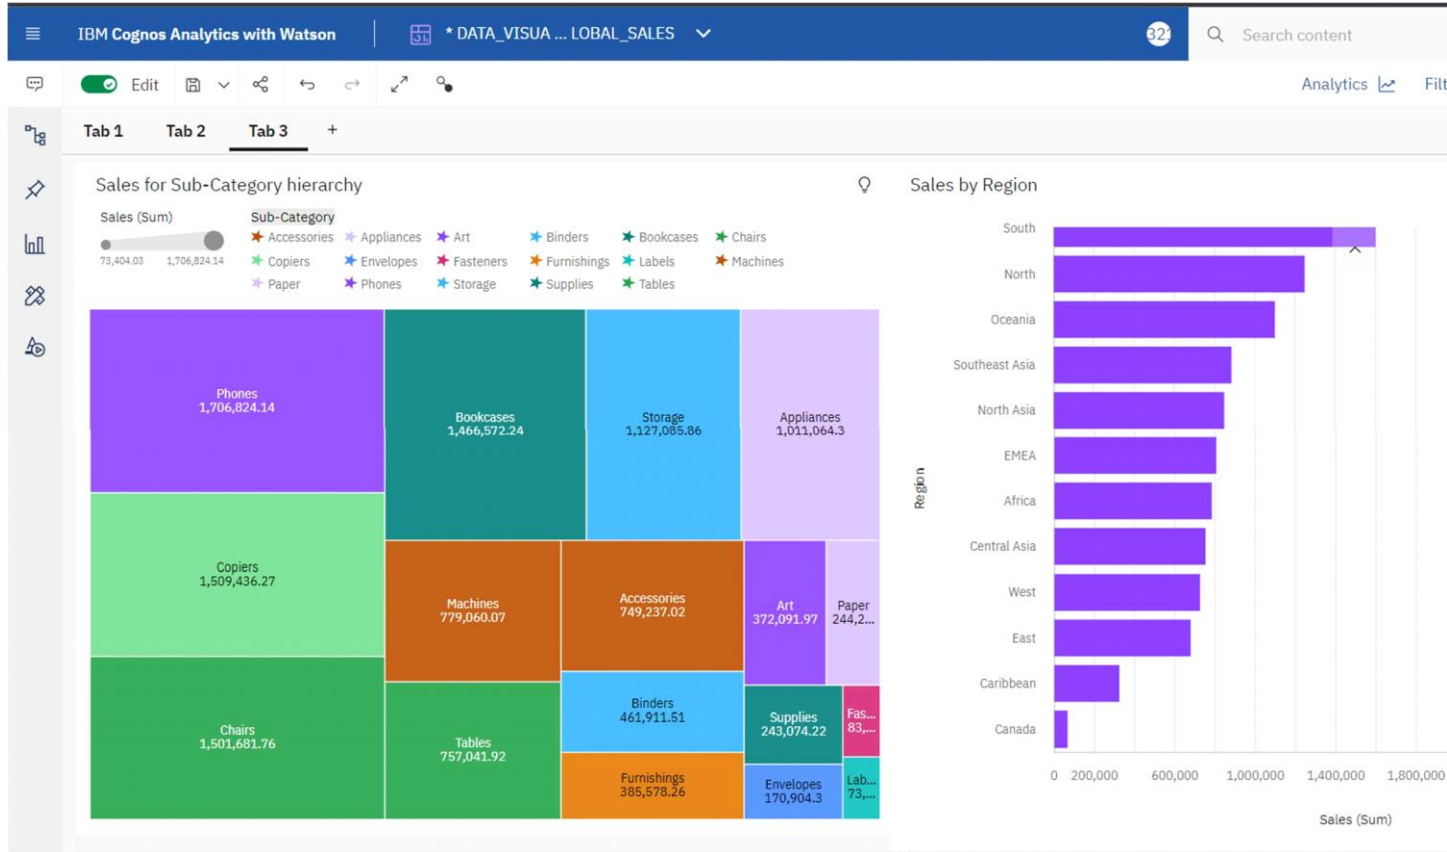 IBM Cognos Analytics with Watson
* DATA_VISUA ... LOBAL_SALES
Search content
Edit
Analytics
Filt
Tab 1 Tab 2 Tab 3 +
Sales for Sub-Category hierarchy
Sales (Sum)
73,404.03 1,706,824.14
Sub-Category
Accessories Appliances Art Binders Bookcases Chairs
Copiers Envelopes Fasteners Furnishings Labels Machines
Paper Phones Storage Supplies Tables
Phones
1,706,824.14
Copiers
1,509,436.27
Chairs
1,501,681.76
Bookcases
1,466,572.24
Storage
1,127,085.86
Appliances
1,011,064.3
Machines
779,060.07
Tables
757,041.92
Accessories
749,237.02
Binders
461,911.51
Furnishings
385,578.26
Art
372,091.97
Paper
244,2...
Supplies
243,074.22
Envelopes
170,904.3
Fas...
83,...
Lab...
73,...
Sales by Region
Region
South
North
Oceania
Southeast Asia
North Asia
EMEA
Africa
Central Asia
West
East
Caribbean
Canada
0 200,000 600,000 1,000,000 1,400,000 1,800,000
Sales (Sum)